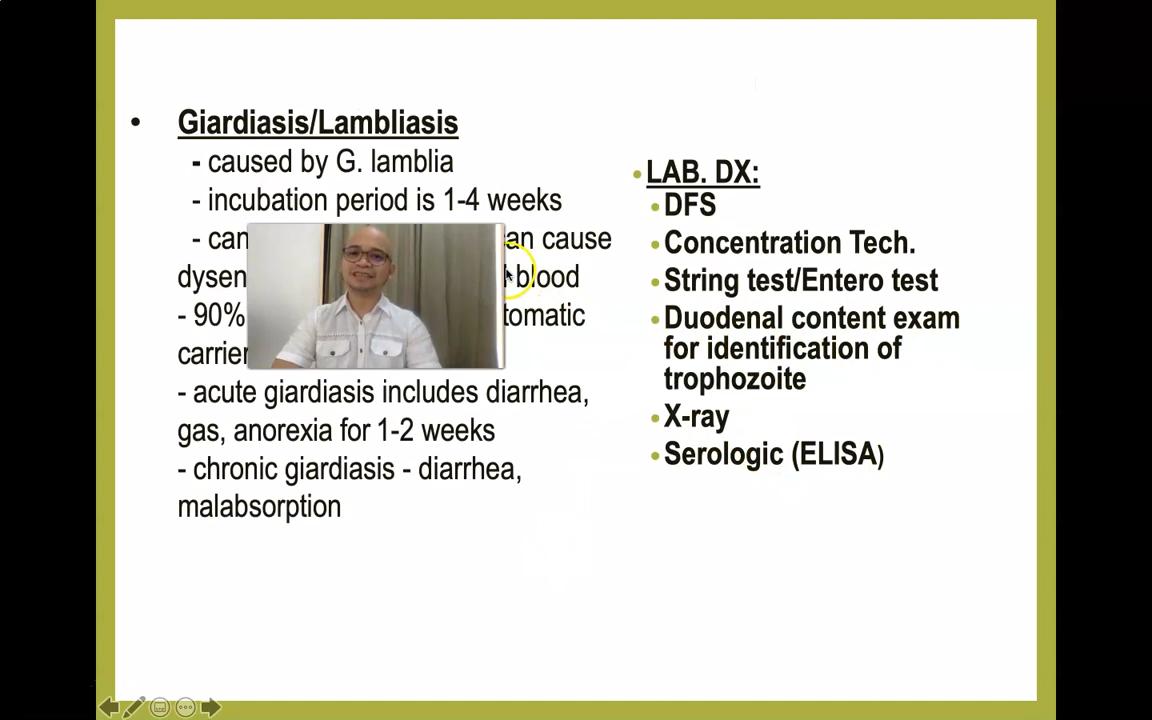 • Giardiasis/Lambliasis
- caused by G. lamblia
- incubation period is 1-4 weeks
- can cause
dysen blood
- 90% tomatic
carrier
- acute giardiasis includes diarrhea,
gas, anorexia for 1-2 weeks
- chronic giardiasis - diarrhea,
malabsorption
• LAB. DX:
• DFS
• Concentration Tech.
• String test/Entero test
• Duodenal content exam
for identification of
trophozoite
• X-ray
• Serologic (ELISA)